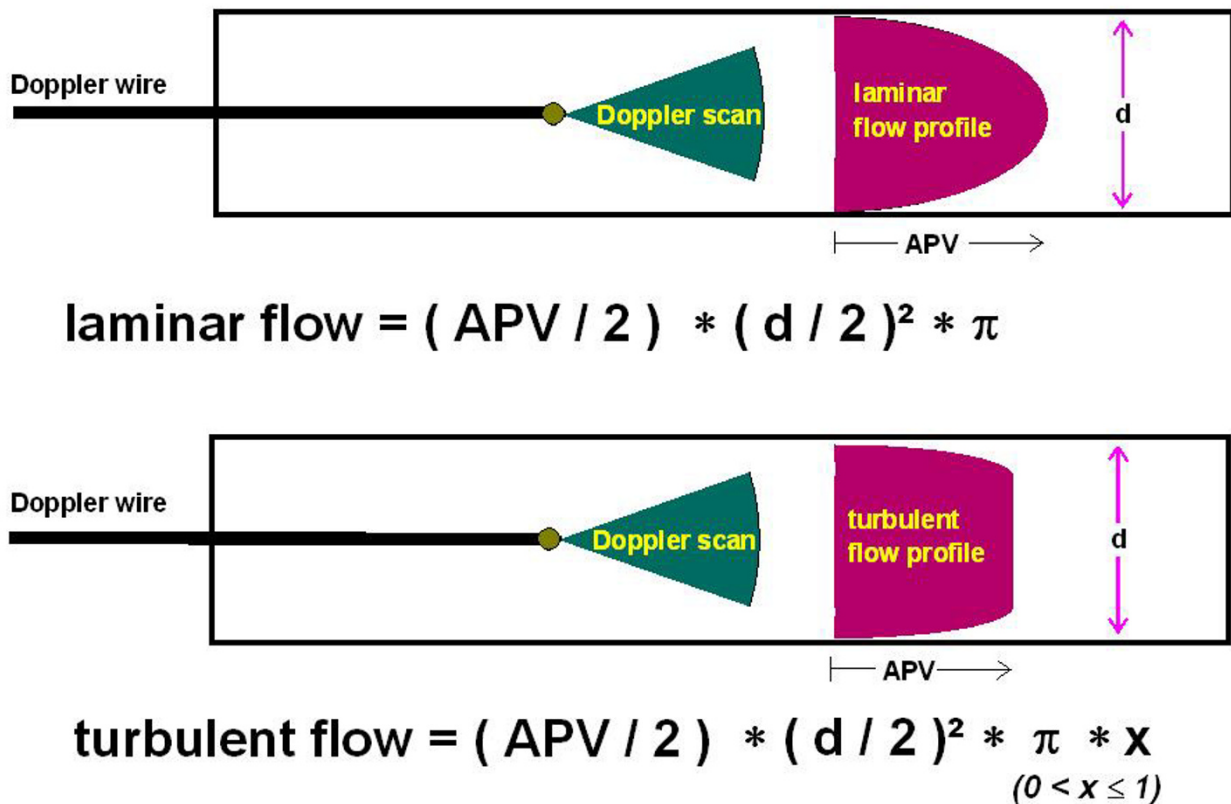 Doppler wire
Doppler scan
laminar
flow profile
d
APV
laminar flow = ( APV / 2 ) * ( d / 2 )² * π
Doppler wire
Doppler scan
turbulent
flow profile
d
APV
turbulent flow = ( APV / 2 ) * ( d / 2 )² * π * x
(0 < x ≤ 1)